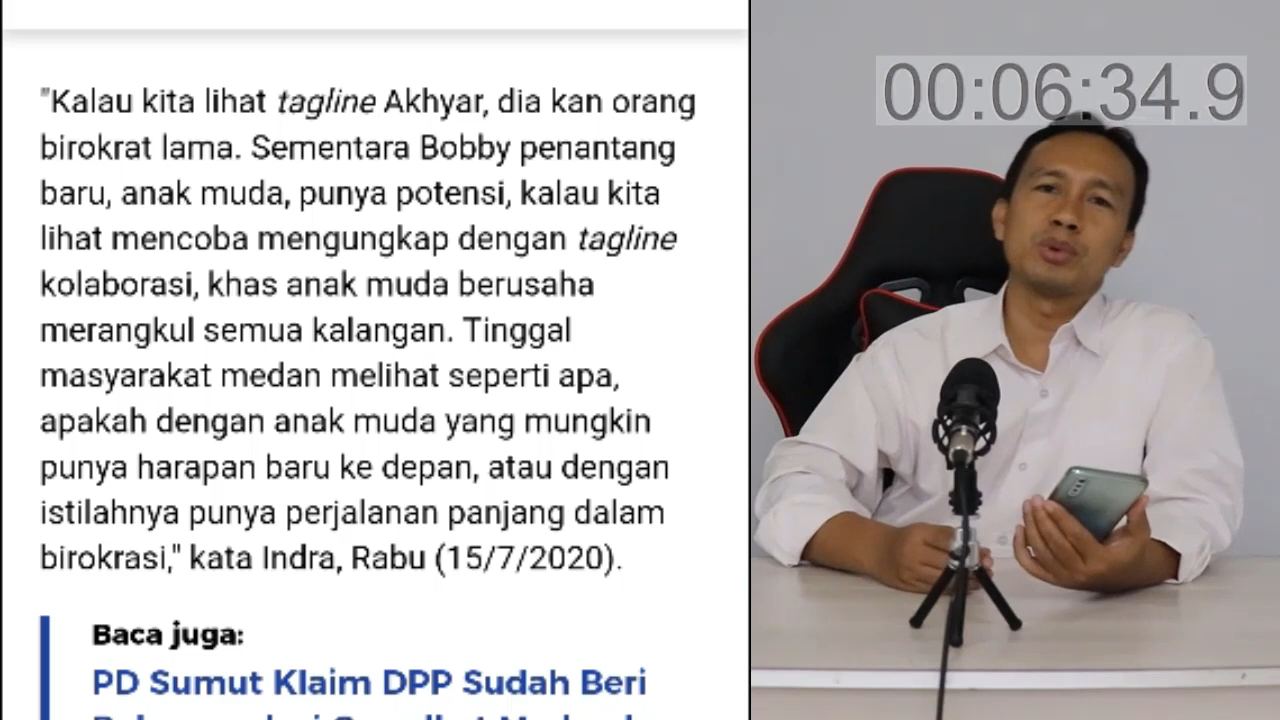 "Kalau kita lihat tagline Akhyar, dia kan orang
birokrat lama. Sementara Bobby penantang
baru, anak muda, punya potensi, kalau kita
lihat mencoba mengungkap dengan tagline
kolaborasi, khas anak muda berusaha
merangkul semua kalangan. Tinggal
masyarakat medan melihat seperti apa,
apakah dengan anak muda yang mungkin
punya harapan baru ke depan, atau dengan
istilahnya punya perjalanan panjang dalam
birokrasi," kata Indra, Rabu (15/7/2020).
Baca juga:
PD Sumut Klaim DPP Sudah Beri
00:06:34.9